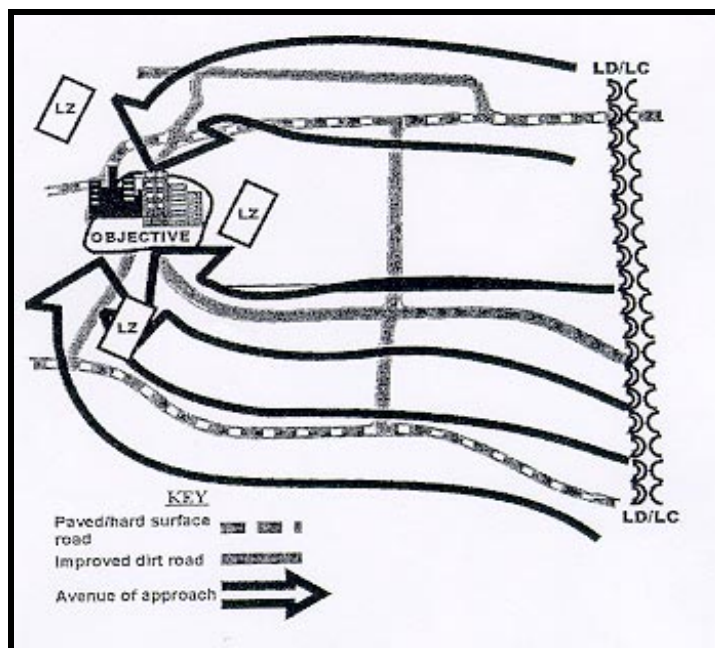 LD/LC
LZ
LZ
OBJECTIVE
LZ
KEY
Paved/hard surface
road
LD/LC
Improved dirt road
Avenue of approach